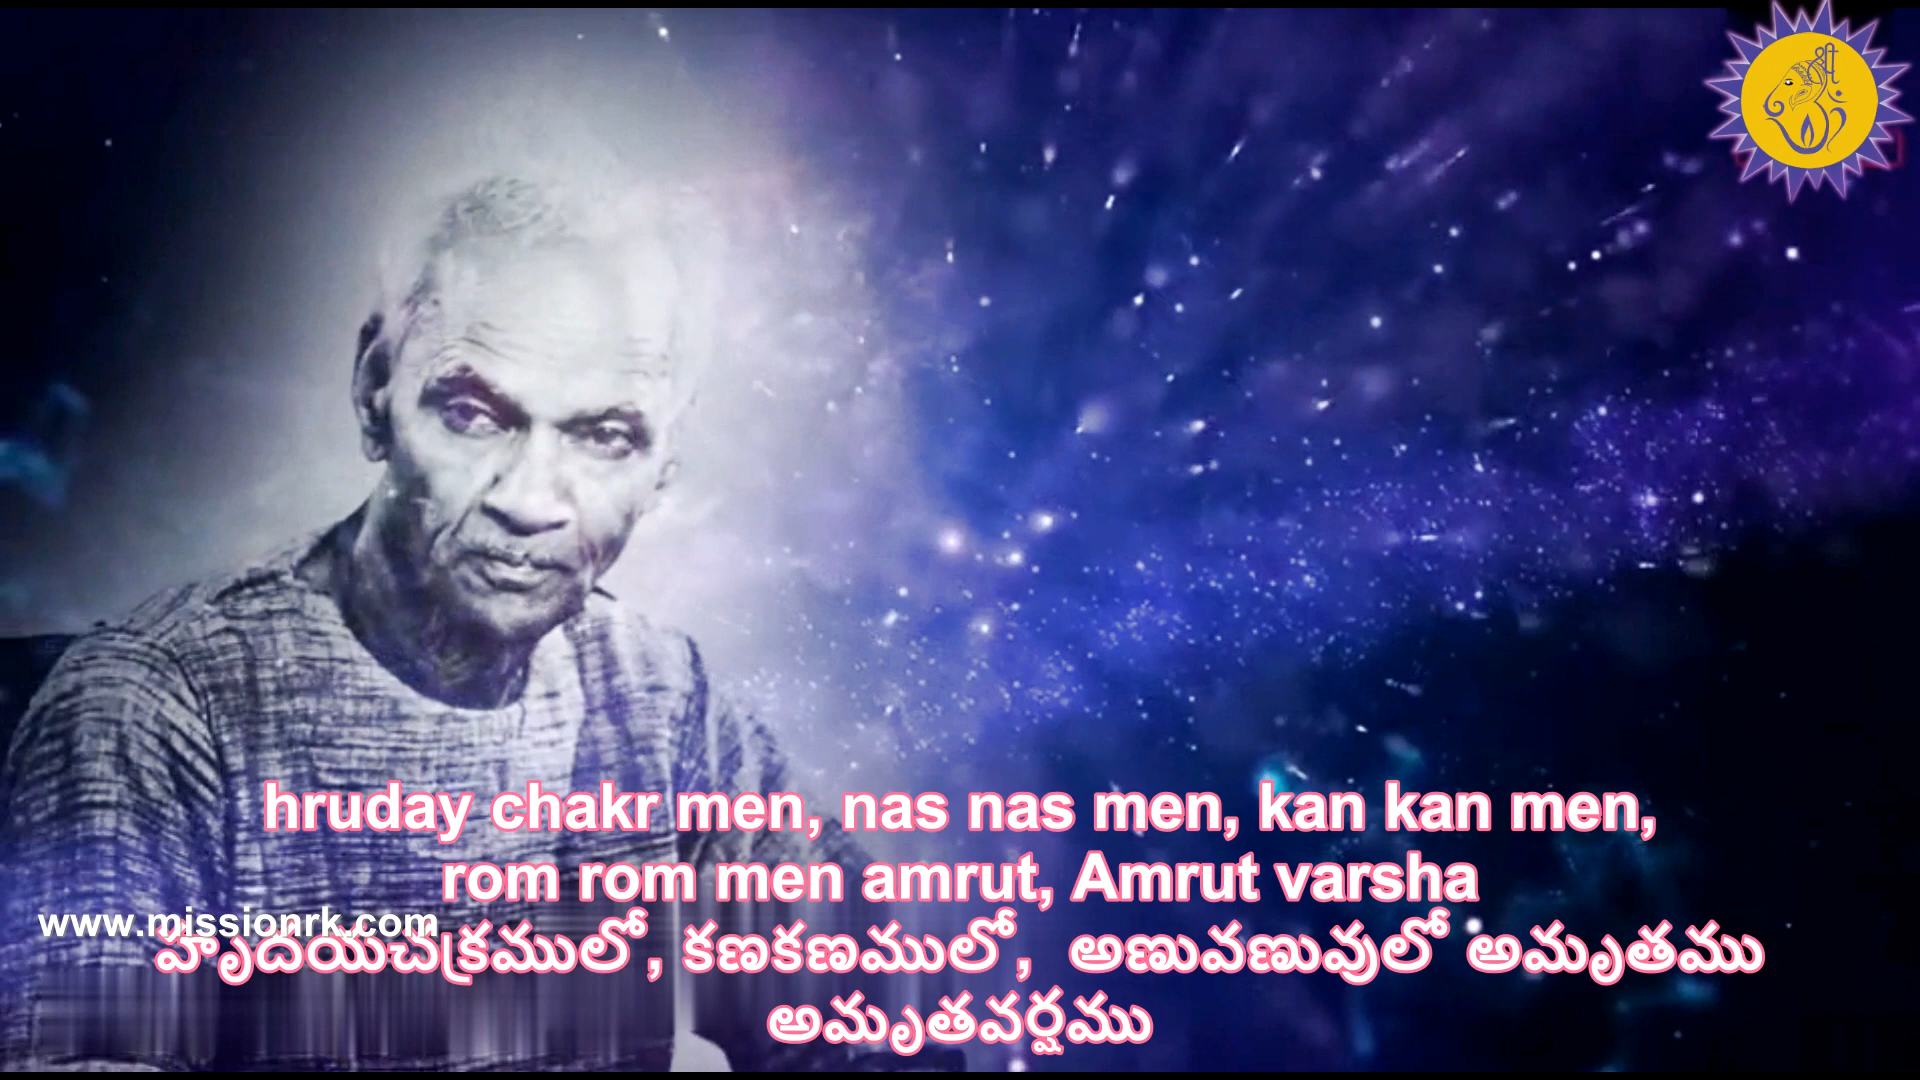 श्री
hruday chakr men, nas nas men, kan kan men,
rom rom men amrut, Amrut varsha
www.missionrk.com
హృదయచక్రములో, కణకణములో, అణువణువులో అమృతము
అమృతవర్షము